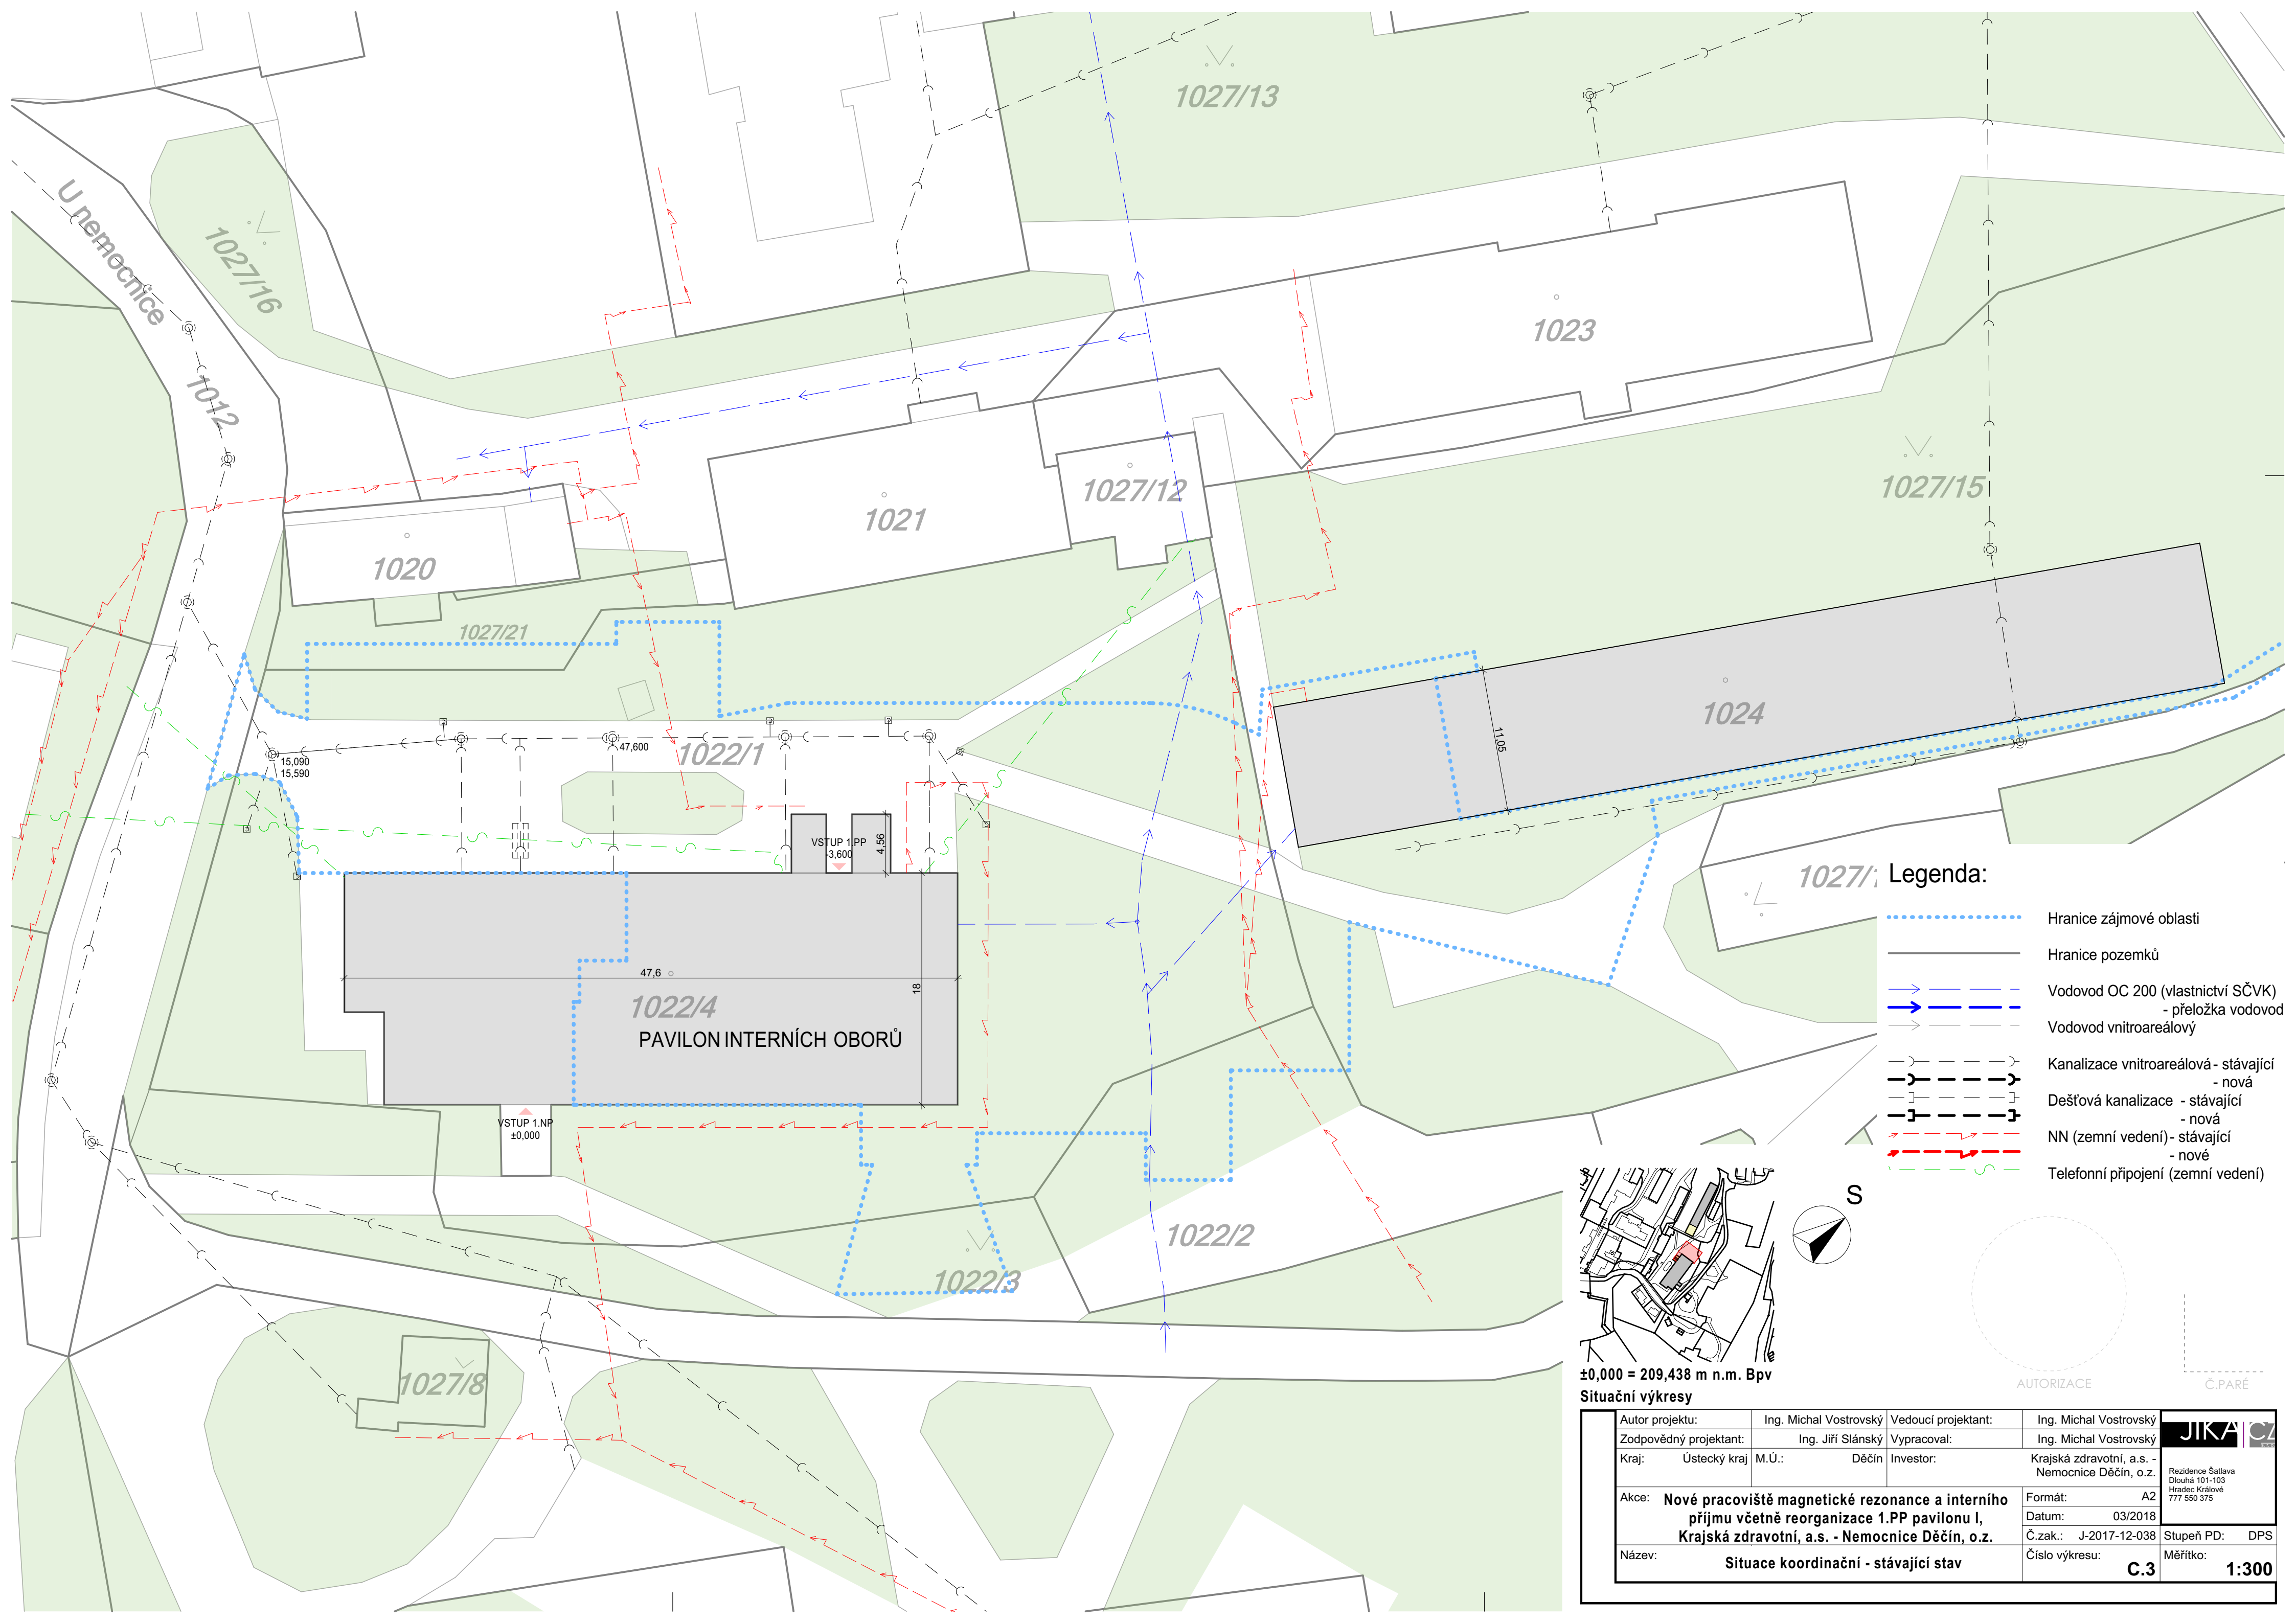 1027/13
U nemocnice
1027/16
1012
1023
1027/15
1027/12
1021
1020
1027/21
1024
11,05
1022/1
47,600
15,090
15,590
VSTUP 1.PP
-3,600
4,56
1027/1
47,6
18
1022/4
PAVILON INTERNÍCH OBORŮ
VSTUP 1.NP
±0,000
1022/2
1022/3
1027/8
Legenda:
Hranice zájmové oblasti
Hranice pozemků
Vodovod OC 200 (vlastnictví SČVK)
- přeložka vodovod
Vodovod vnitroareálový
Kanalizace vnitroareálová - stávající
- nová
Dešťová kanalizace - stávající
- nová
NN (zemní vedení) - stávající
- nové
Telefonní připojení (zemní vedení)
S
AUTORIZACE
Č.PARÉ
±0,000 = 209,438 m n.m. Bpv
Situační výkresy
Autor projektu: Ing. Michal Vostrovský Vedoucí projektant: Ing. Michal Vostrovský
Zodpovědný projektant: Ing. Jiří Slánský Vypracoval: Ing. Michal Vostrovský
Kraj: Ústecký kraj M.Ú.: Děčín Investor: Krajská zdravotní, a.s. -
Nemocnice Děčín, o.z.
JIKA CZ
Rezidence Šatlava
Dlouhá 101-103
Hradec Králové
777 550 375
Akce: Nové pracoviště magnetické rezonance a interního
příjmu včetně reorganizace 1.PP pavilonu I,
Krajská zdravotní, a.s. - Nemocnice Děčín, o.z.
Formát: A2
Datum: 03/2018
Č.zak.: J-2017-12-038 Stupeň PD: DPS
Název: Situace koordinační - stávající stav
Číslo výkresu: C.3
Měřítko: 1:300